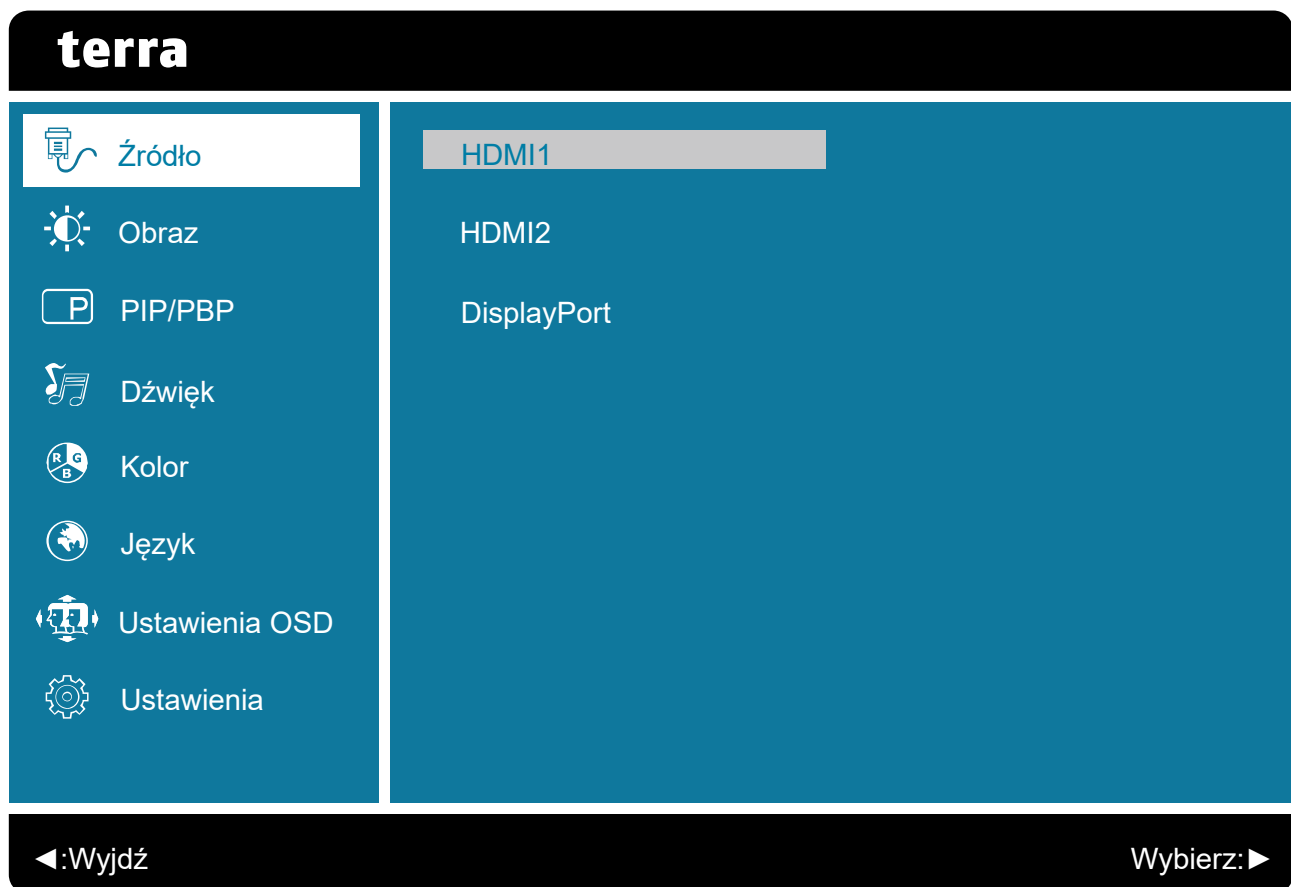 terra
Źródło
Obraz
P
PIP/PBP
Dźwięk
R G
B
Kolor
Język
Ustawienia OSD
Ustawienia
HDMI1
HDMI2
DisplayPort
◄:Wyjdź
Wybierz:►